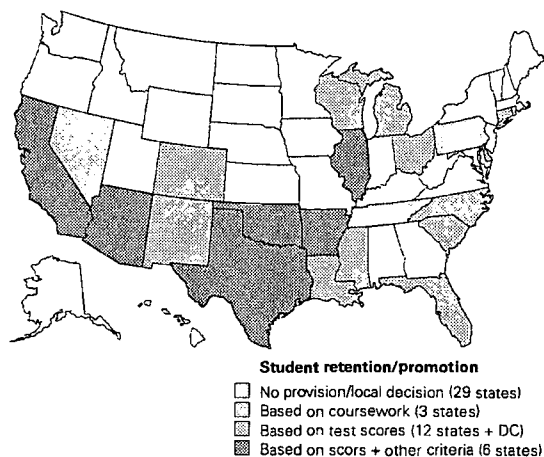 Student retention/promotion
No provision/local decision (29 states)
Based on coursework (3 states)
Based on test scores (12 states + DC)
Based on scors + other criteria (6 states)